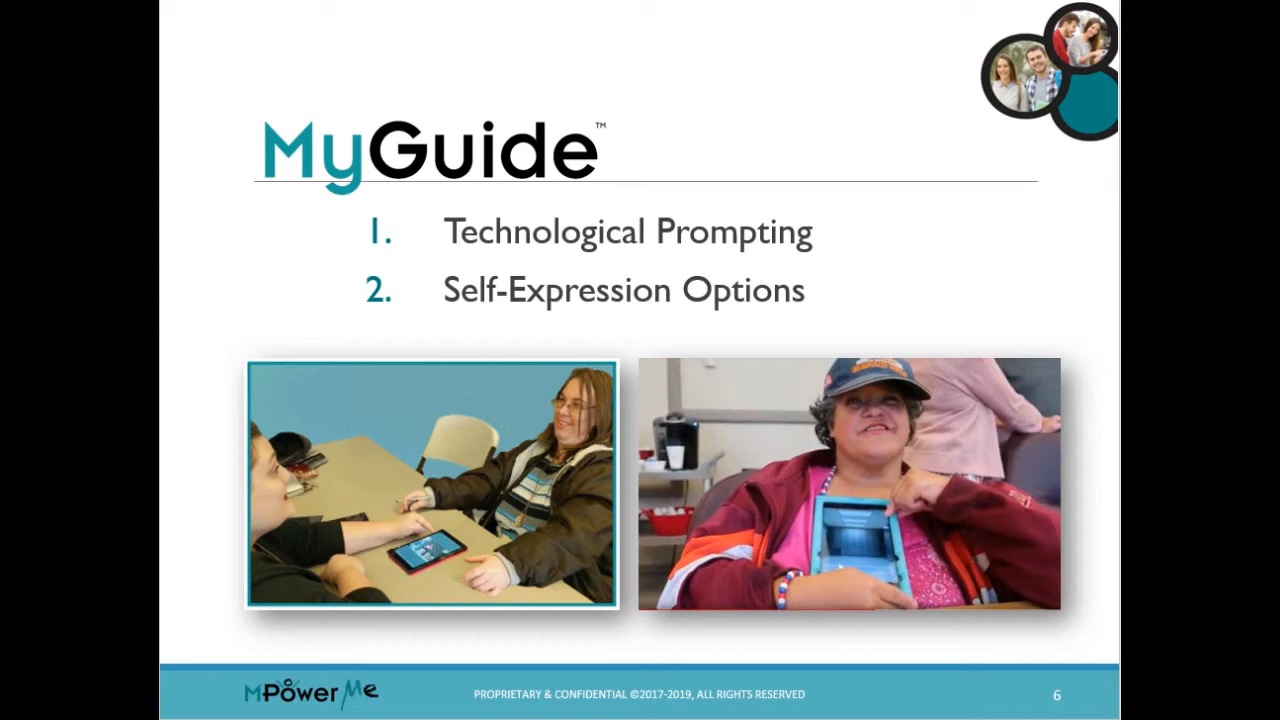 MyGuide™
1. Technological Prompting
2. Self-Expression Options
MPowerMe
PROPRIETARY & CONFIDENTIAL ©2017-2019, ALL RIGHTS RESERVED
6